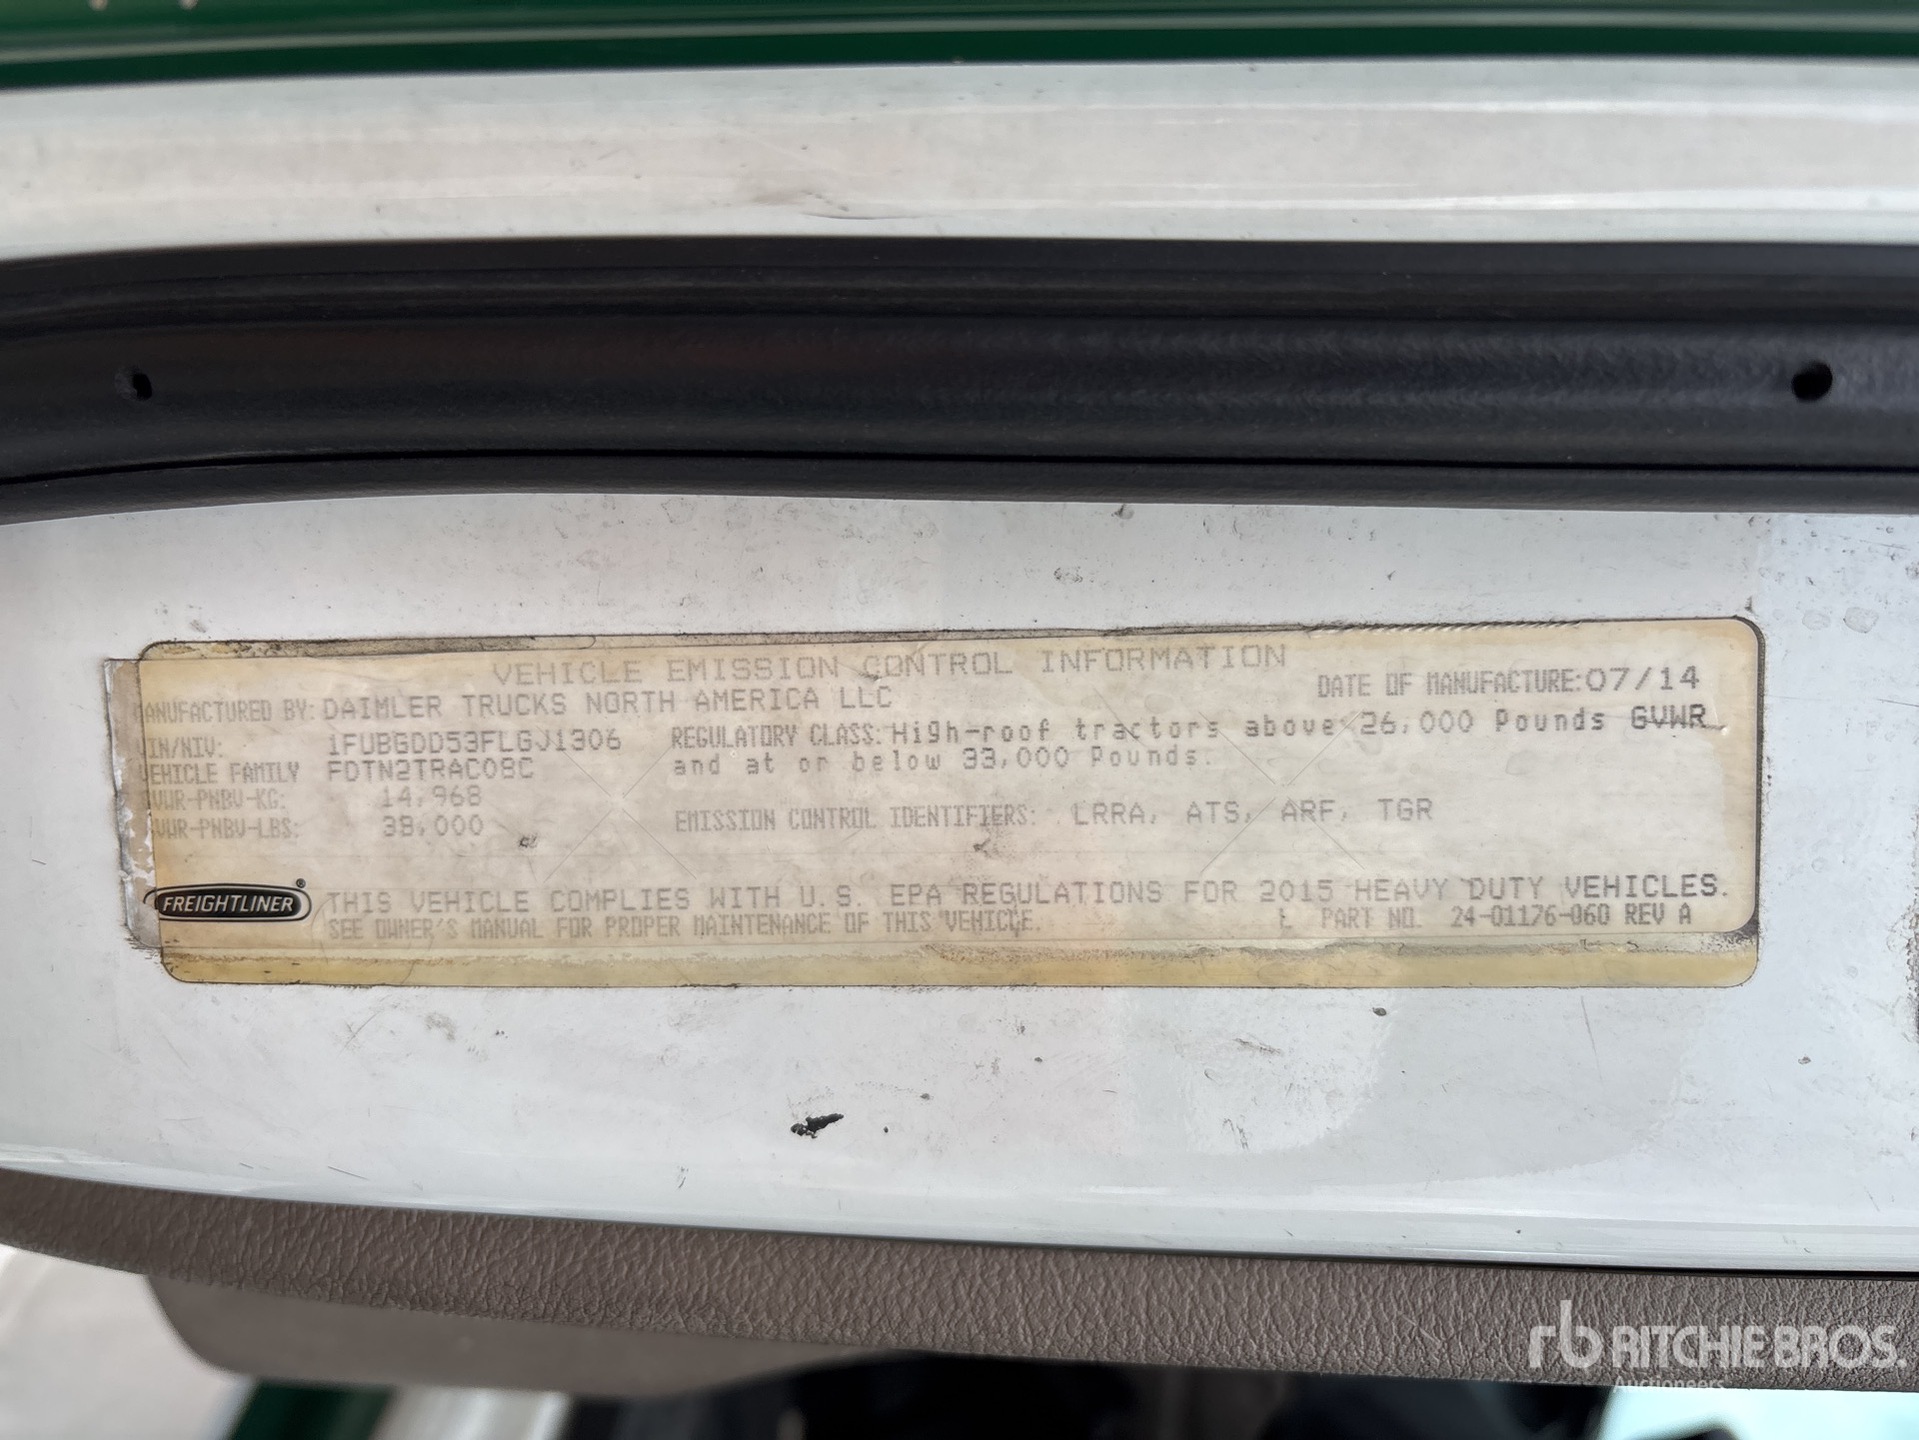 VEHICLE EMISSION CONTROL INFORMATION
MANUFACTURED BY: DAIMLER TRUCKS NORTH AMERICA LLC
DATE OF MANUFACTURE: 07/14
VIN/NIV: 1FUBGDD53FLGJ1306
REGULATORY CLASS: High-roof tractors above 26,000 Pounds GVWR
and at or below 33,000 Pounds.
VEHICLE FAMILY FDTN2TRAC08C
GVWR-PNBV-KG: 14,968
GVWR-PNBV-LBS: 33,000
EMISSION CONTROL IDENTIFIERS: LRRA, ATS, ARF, TGR
FREIGHTLINER®
THIS VEHICLE COMPLIES WITH U.S. EPA REGULATIONS FOR 2015 HEAVY DUTY VEHICLES.
SEE OWNER'S MANUAL FOR PROPER MAINTENANCE OF THIS VEHICLE.
PART NO. 24-01176-060 REV A
rb RITCHIE BROS.
Auctioneers